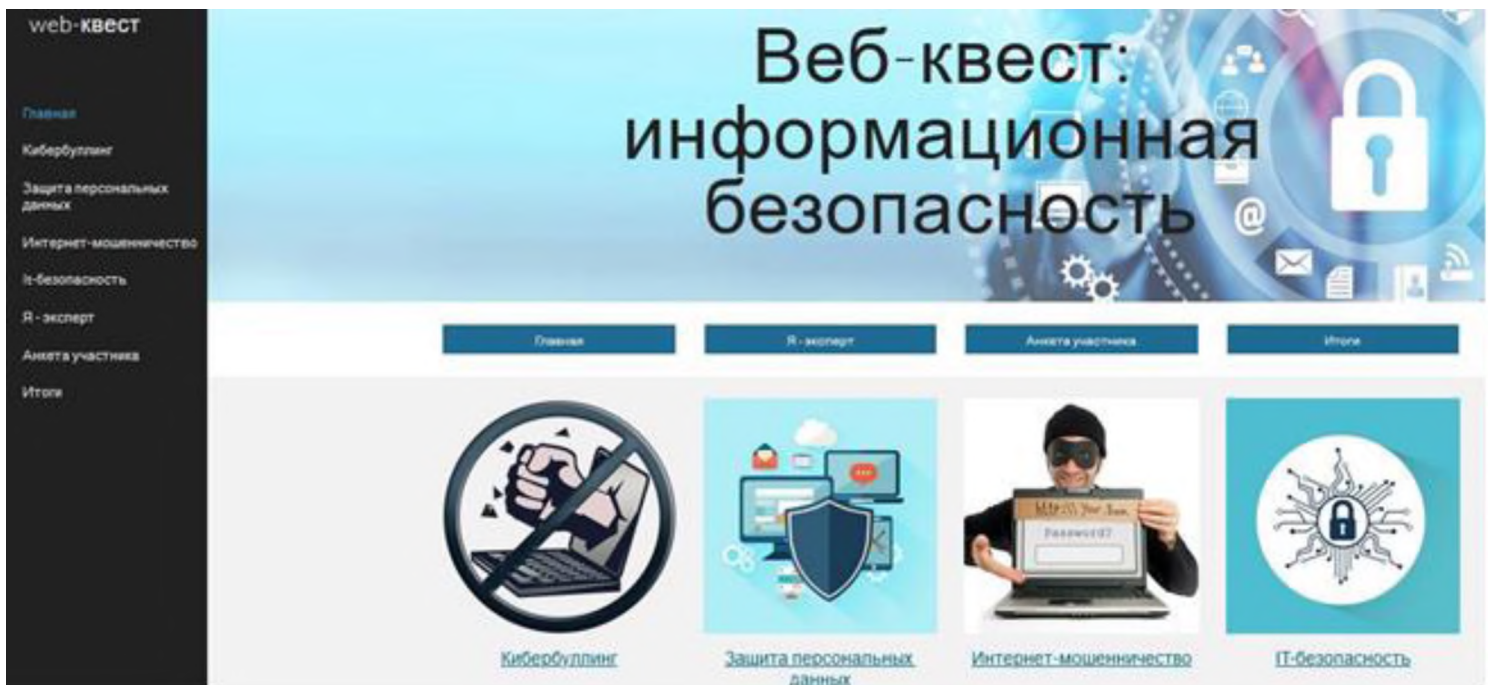 web-квест
Главная
Кибербуллинг
Защита персональных
данных
Интернет-мошенничество
It-безопасность
Я - эксперт
Анкета участника
Итоги
Веб-квест:
информационная
безопасность
Главная
Я - эксперт
Анкета участника
Итоги
Password?
Кибербуллинг
Защита персональных
данных
Интернет-мошенничество
IT-безопасность